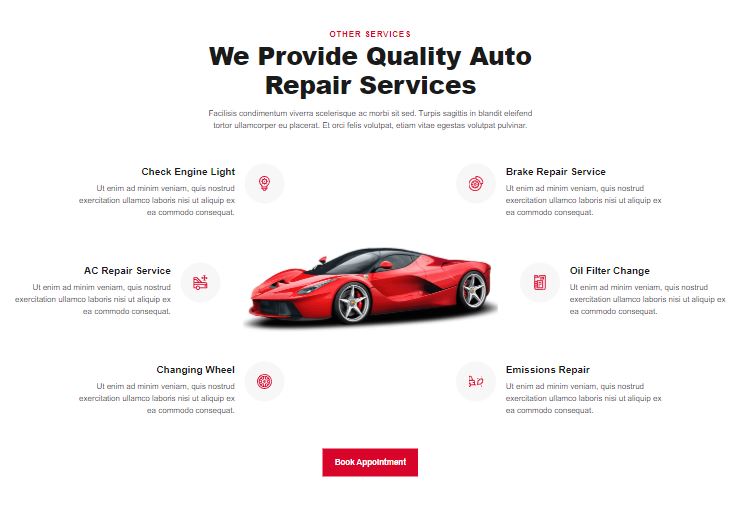 OTHER SERVICES
We Provide Quality Auto
Repair Services
Facilisis condimentum viverra scelerisque ac morbi sit sed. Turpis sagittis in blandit eleifend
tortor ullamcorper eu placerat. Et orci felis volutpat, etiam vitae egestas volutpat pulvinar.
Check Engine Light
Ut enim ad minim veniam, quis nostrud
exercitation ullamco laboris nisi ut aliquip ex
ea commodo consequat.
Brake Repair Service
Ut enim ad minim veniam, quis nostrud
exercitation ullamco laboris nisi ut aliquip ex
ea commodo consequat.
AC Repair Service
Ut enim ad minim veniam, quis nostrud
exercitation ullamco laboris nisi ut aliquip ex
ea commodo consequat.
Oil Filter Change
Ut enim ad minim veniam, quis nostrud
exercitation ullamco laboris nisi ut aliquip ex
ea commodo consequat.
Changing Wheel
Ut enim ad minim veniam, quis nostrud
exercitation ullamco laboris nisi ut aliquip ex
ea commodo consequat.
Emissions Repair
Ut enim ad minim veniam, quis nostrud
exercitation ullamco laboris nisi ut aliquip ex
ea commodo consequat.
Book Appointment